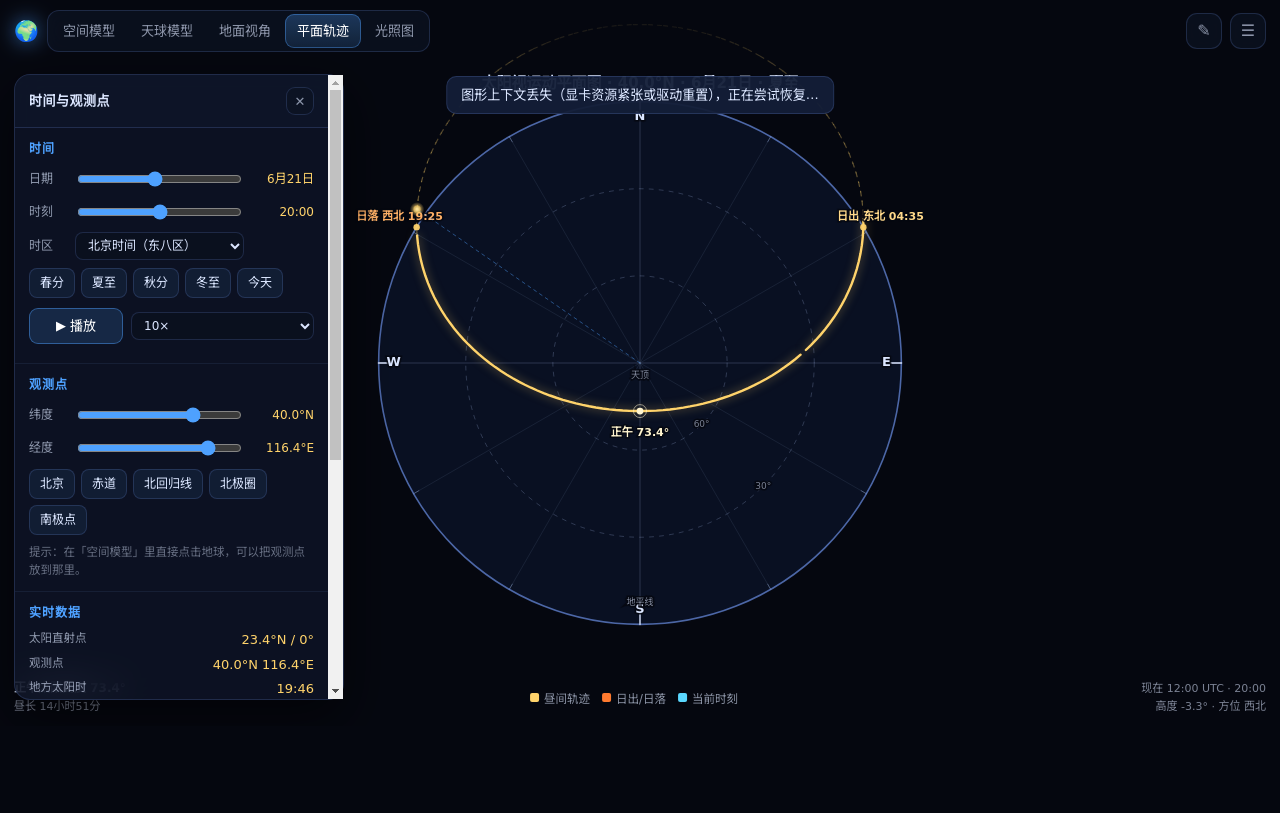 空间模型 天球模型 地面视角 平面轨迹 光照图
✎ ☰
时间与观测点 ✕
图形上下文丢失（显卡资源紧张或驱动重置），正在尝试恢复…
时间
日期 6月21日
时刻 20:00
时区 北京时间（东八区）
春分 夏至 秋分 冬至 今天
▶ 播放 10×
观测点
纬度 40.0°N
经度 116.4°E
北京 赤道 北回归线 北极圈
南极点
提示：在「空间模型」里直接点击地球，可以把观测点
放到那里。
实时数据
太阳直射点 23.4°N / 0°
观测点 40.0°N 116.4°E
地方太阳时 19:46
昼长 14小时51分
N
日落 西北 19:25
日出 东北 04:35
W
E
天顶
正午 73.4°
60°
30°
地平线
S
昼间轨迹 日出/日落 当前时刻
现在 12:00 UTC · 20:00
高度 -3.3° · 方位 西北